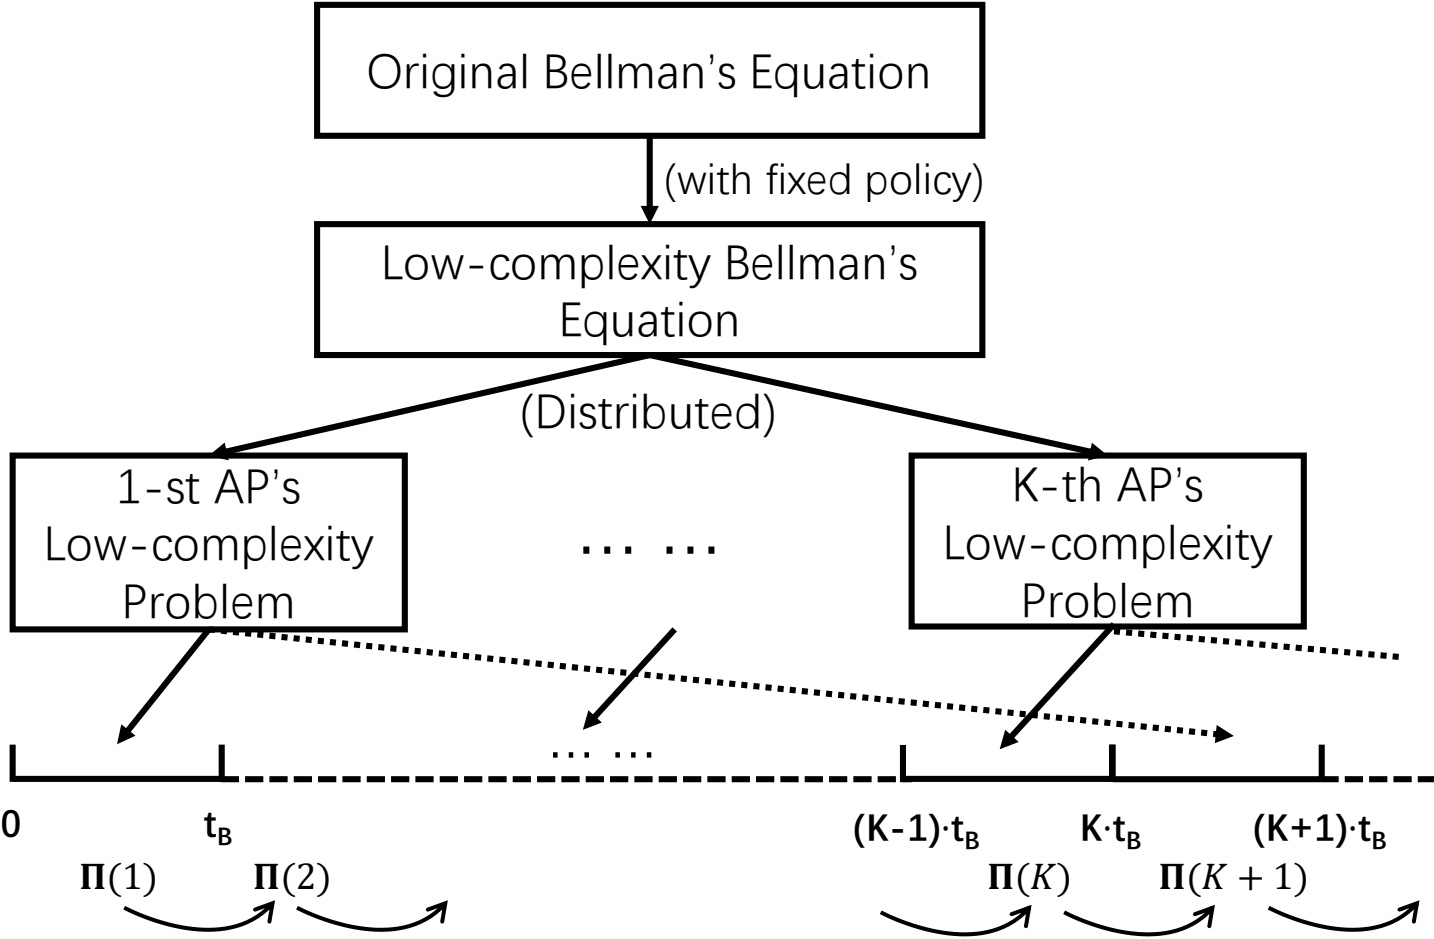 Original Bellman’s Equation
(with fixed policy)
Low-complexity Bellman’s
Equation
(Distributed)
1-st AP’s
Low-complexity
Problem
... ...
K-th AP’s
Low-complexity
Problem
... ...
0
t_B
(K-1)·t_B
K·t_B
(K+1)·t_B
Π(1)
Π(2)
Π(K)
Π(K + 1)